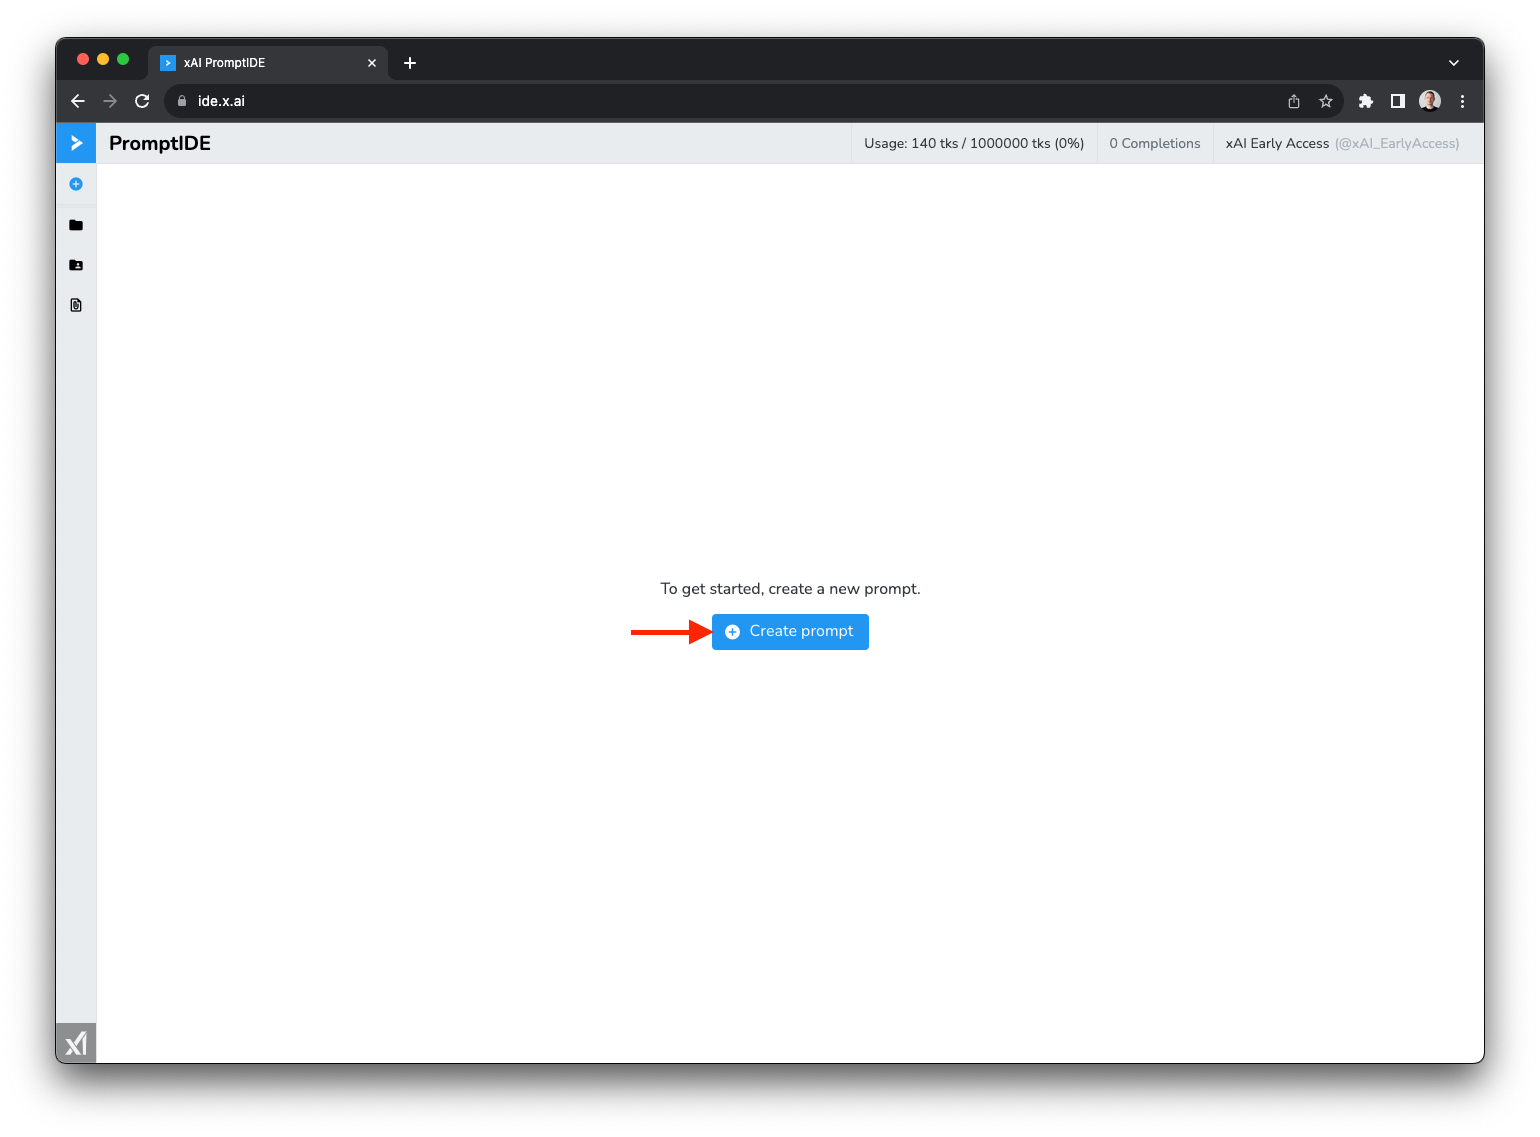 xAI PromptIDE
ide.x.ai
PromptIDE
Usage: 140 tks / 1000000 tks (0%)
0 Completions
xAI Early Access (@xAI_EarlyAccess)
To get started, create a new prompt.
Create prompt
xAI